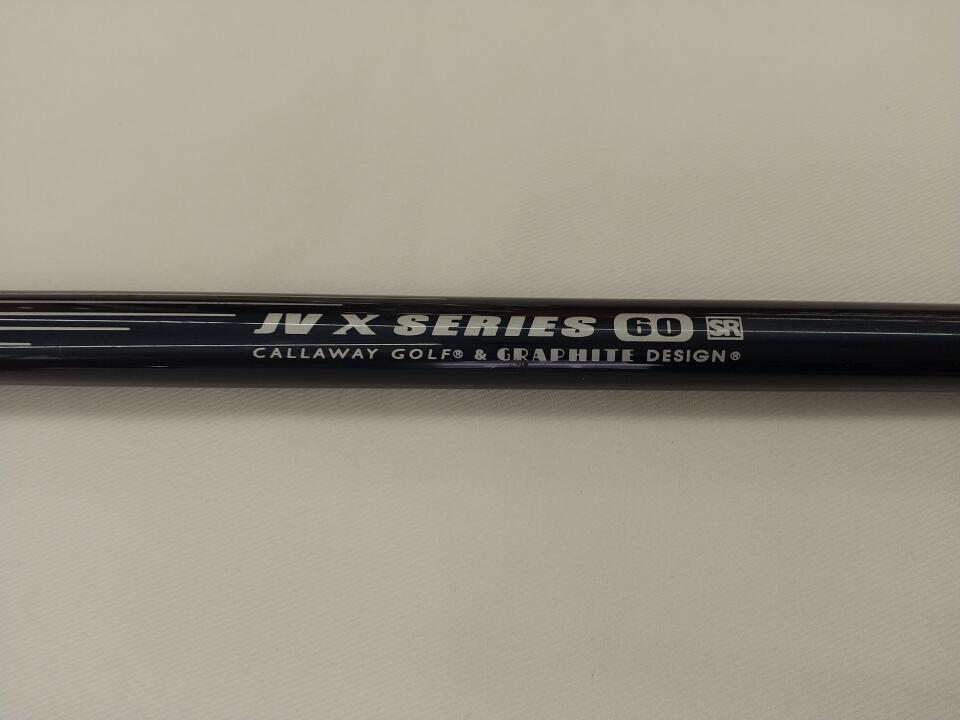 JV X SERIES 60 SR
CALLAWAY GOLF® & GRAPHITE DESIGN®